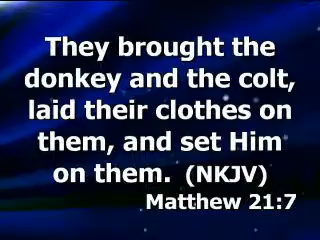 They brought the
donkey and the colt,
laid their clothes on
them, and set Him
on them. (NKJV)
Matthew 21:7